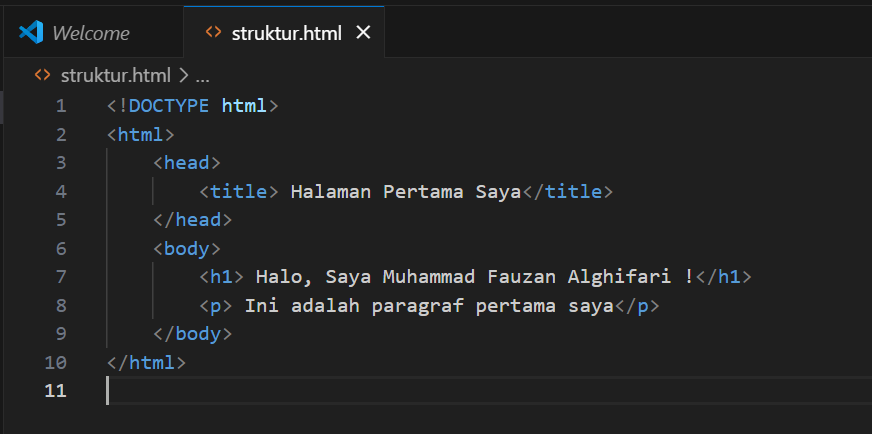 Welcome
struktur.html
struktur.html > ...
1 <!DOCTYPE html>
2 <html>
3 <head>
4 <title> Halaman Pertama Saya</title>
5 </head>
6 <body>
7 <h1> Halo, Saya Muhammad Fauzan Alghifari !</h1>
8 <p> Ini adalah paragraf pertama saya</p>
9 </body>
10 </html>
11